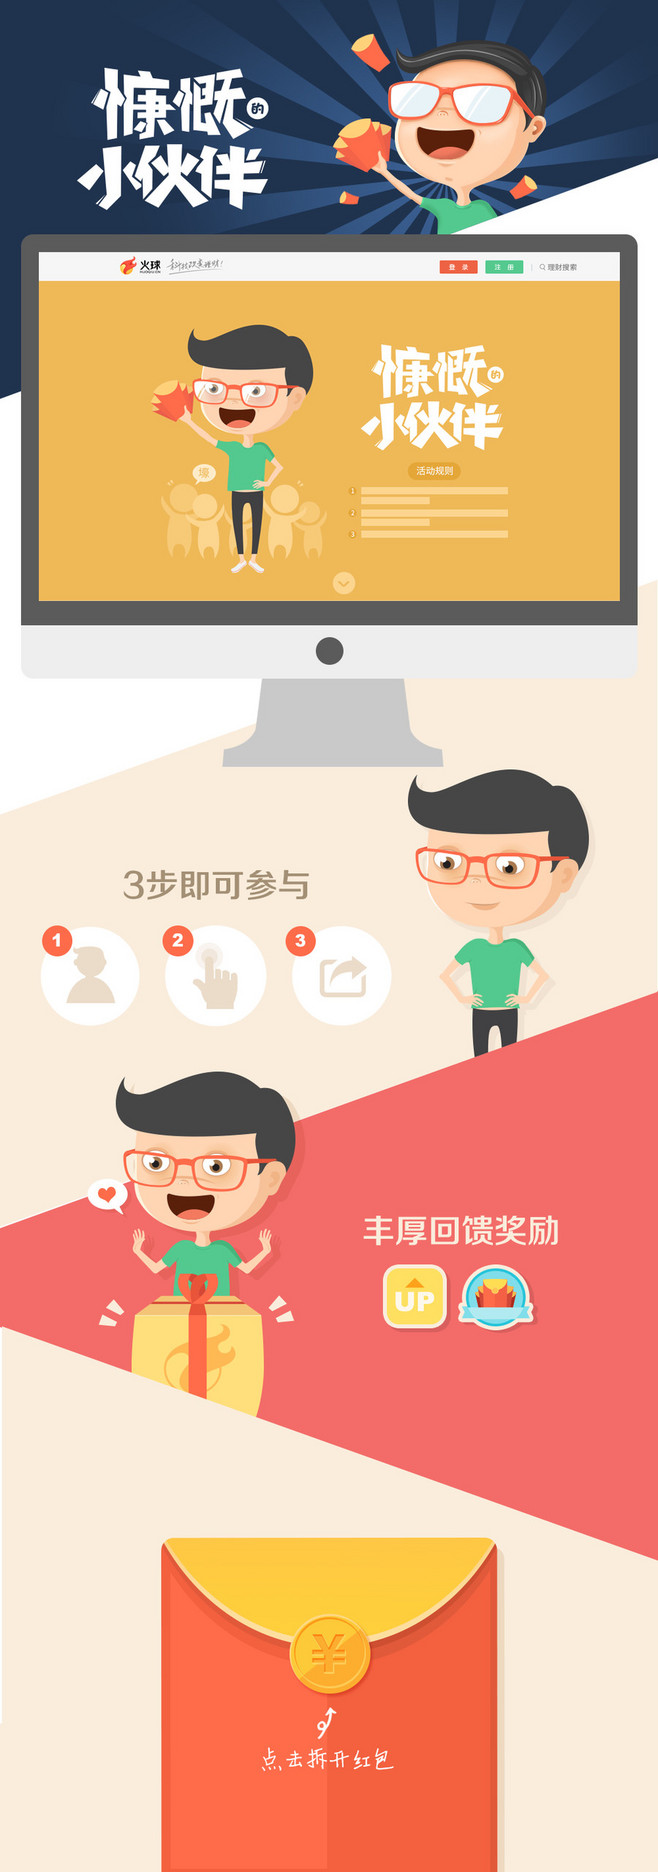 慷慨的
小伙伴
火球
登 录
注 册
理财搜索
慷慨的
小伙伴
壕
活动规则
1
2
3
3步即可参与
1
2
3
丰厚回馈奖励
UP
¥
点击拆开红包